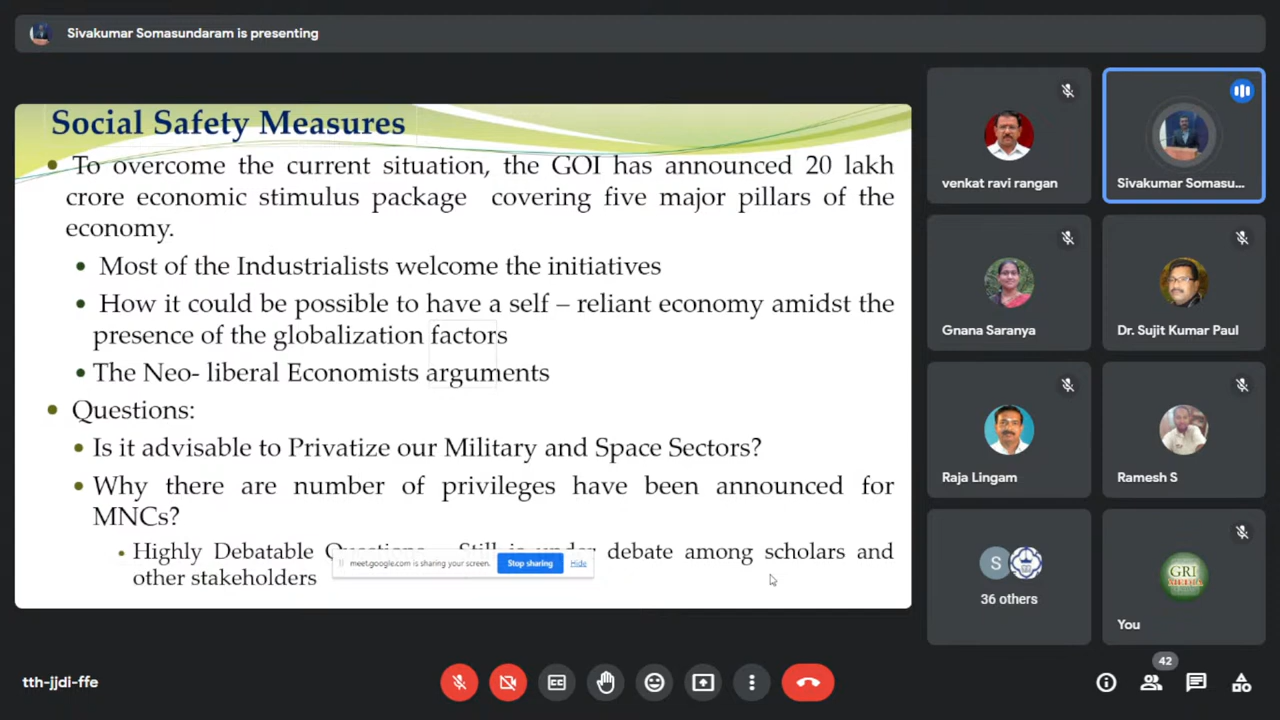 Sivakumar Somasundaram is presenting
Social Safety Measures
• To overcome the current situation, the GOI has announced 20 lakh
crore economic stimulus package covering five major pillars of the
economy.
• Most of the Industrialists welcome the initiatives
• How it could be possible to have a self – reliant economy amidst the
presence of the globalization factors
• The Neo- liberal Economists arguments
• Questions:
• Is it advisable to Privatize our Military and Space Sectors?
• Why there are number of privileges have been announced for
MNCs?
• Highly Debatable debate among scholars and
other stakeholders
meet.google.com is sharing your screen. Stop sharing Hide
venkat ravi rangan
Sivakumar Somasu...
Gnana Saranya
Dr. Sujit Kumar Paul
Raja Lingam
Ramesh S
S
36 others
GRI
You
tth-jjdi-ffe
CC
42